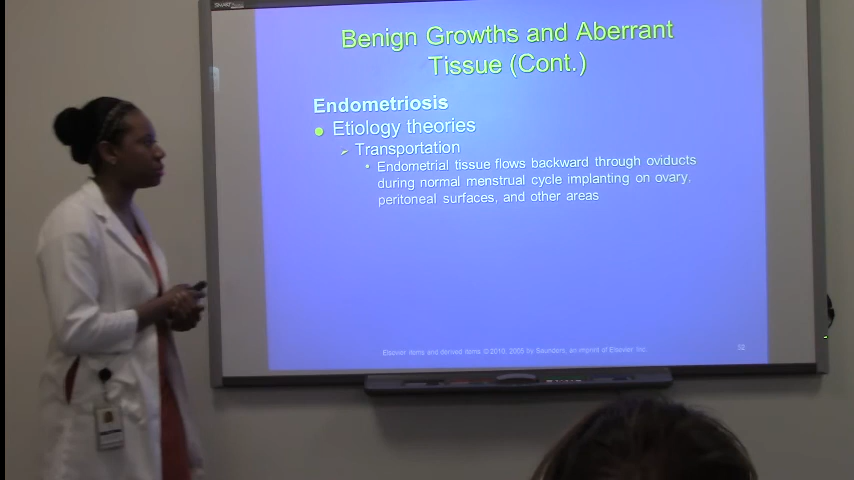 SMART
Benign Growths and Aberrant
Tissue (Cont.)
Endometriosis
Etiology theories
Transportation
Endometrial tissue flows backward through oviducts
during normal menstrual cycle implanting on ovary,
peritoneal surfaces, and other areas
Elsevier items and derived items © 2010, 2005 by Saunders, an imprint of Elsevier Inc.